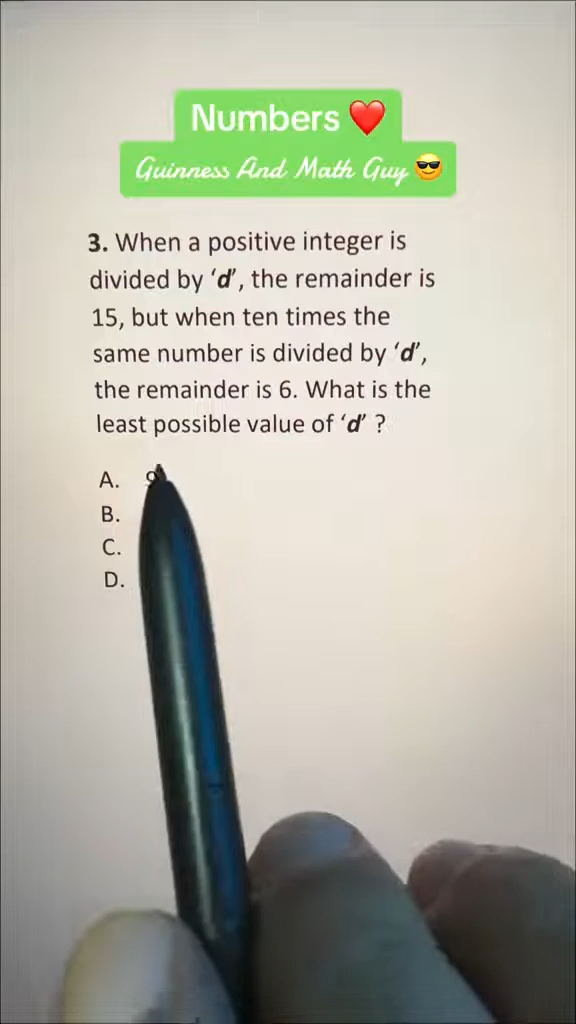 Numbers ❤️
Guinness And Math Guy 😎
3. When a positive integer is
divided by ‘d’, the remainder is
15, but when ten times the
same number is divided by ‘d’,
the remainder is 6. What is the
least possible value of ‘d’ ?
A. 9
B.
C.
D.